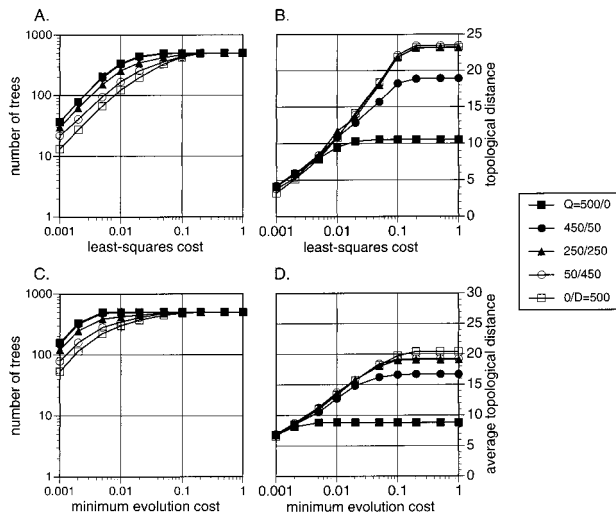 A.
1000
100
10
1
number of trees
0.001 0.01 0.1 1
least-squares cost
B.
30
25
20
15
10
5
0
topological distance
0.001 0.01 0.1 1
least-squares cost
Q=500/0
450/50
250/250
50/450
0/D=500
C.
1000
100
10
1
number of trees
0.001 0.01 0.1 1
minimum evolution cost
D.
30
25
20
15
10
5
0
average topological distance
0.001 0.01 0.1 1
minimum evolution cost